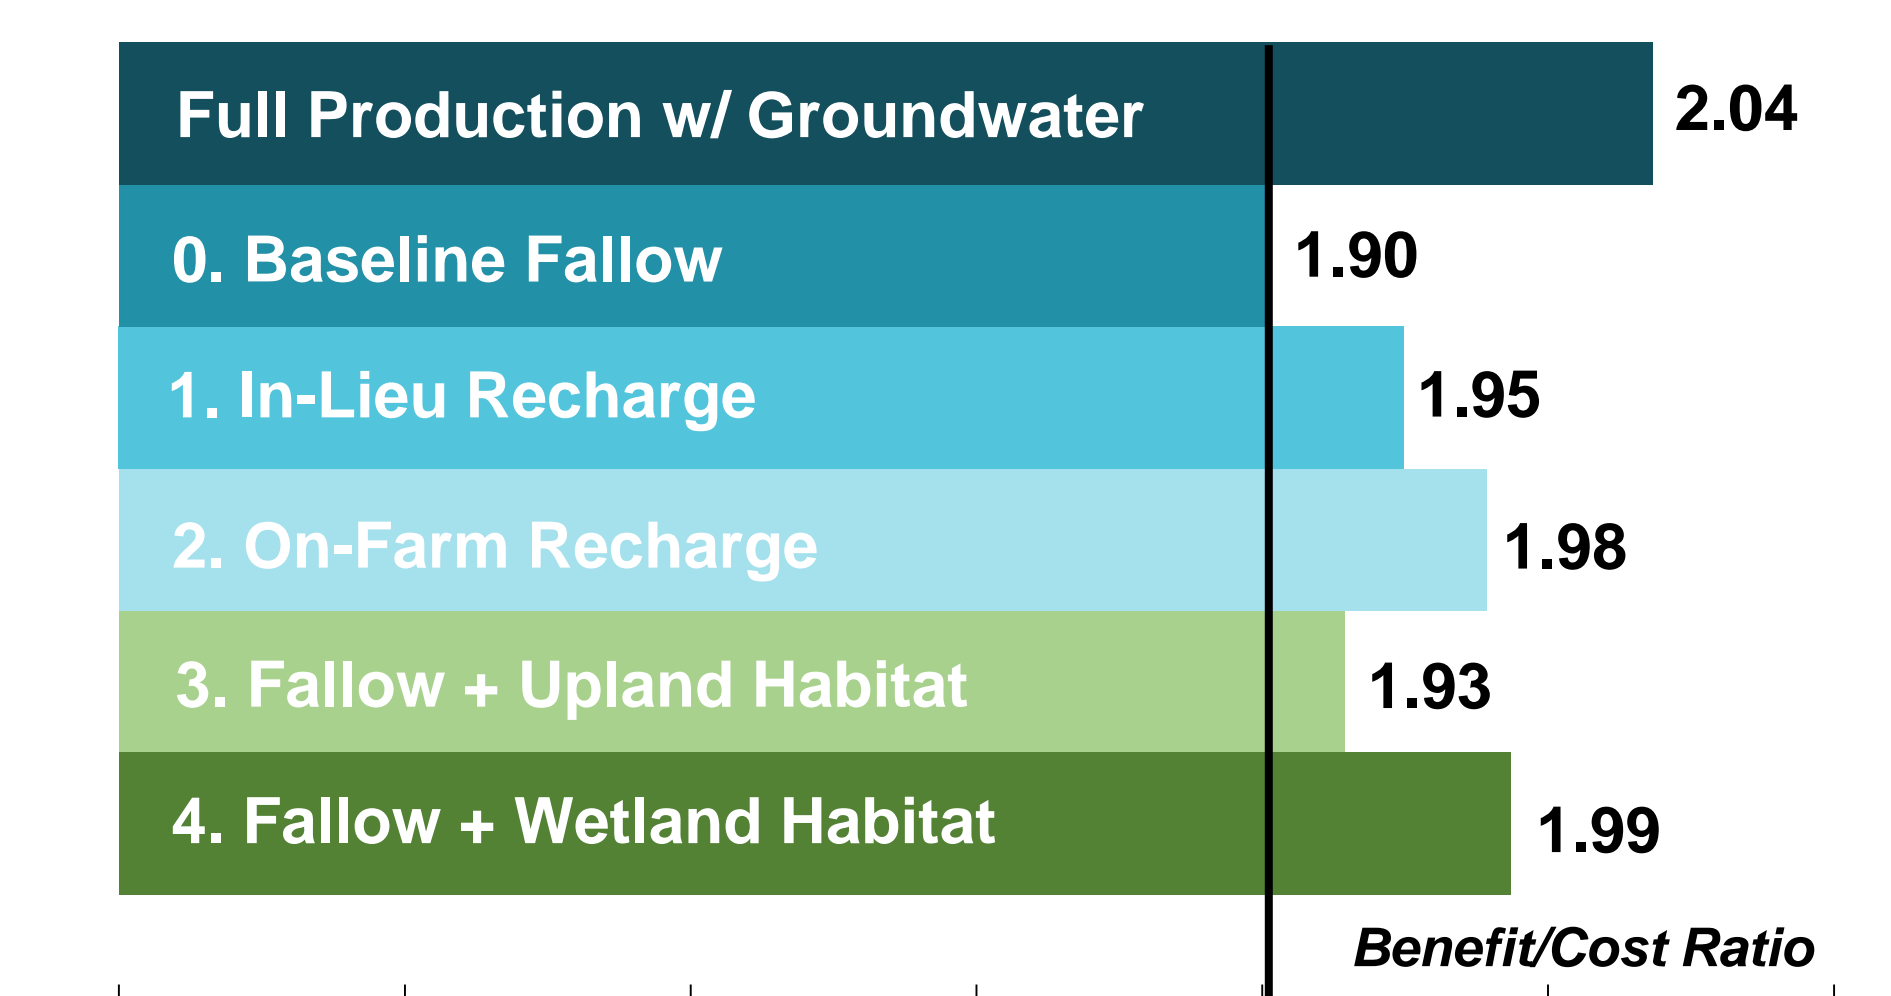 Full Production w/ Groundwater 2.04
0. Baseline Fallow 1.90
1. In-Lieu Recharge 1.95
2. On-Farm Recharge 1.98
3. Fallow + Upland Habitat 1.93
4. Fallow + Wetland Habitat 1.99
Benefit/Cost Ratio